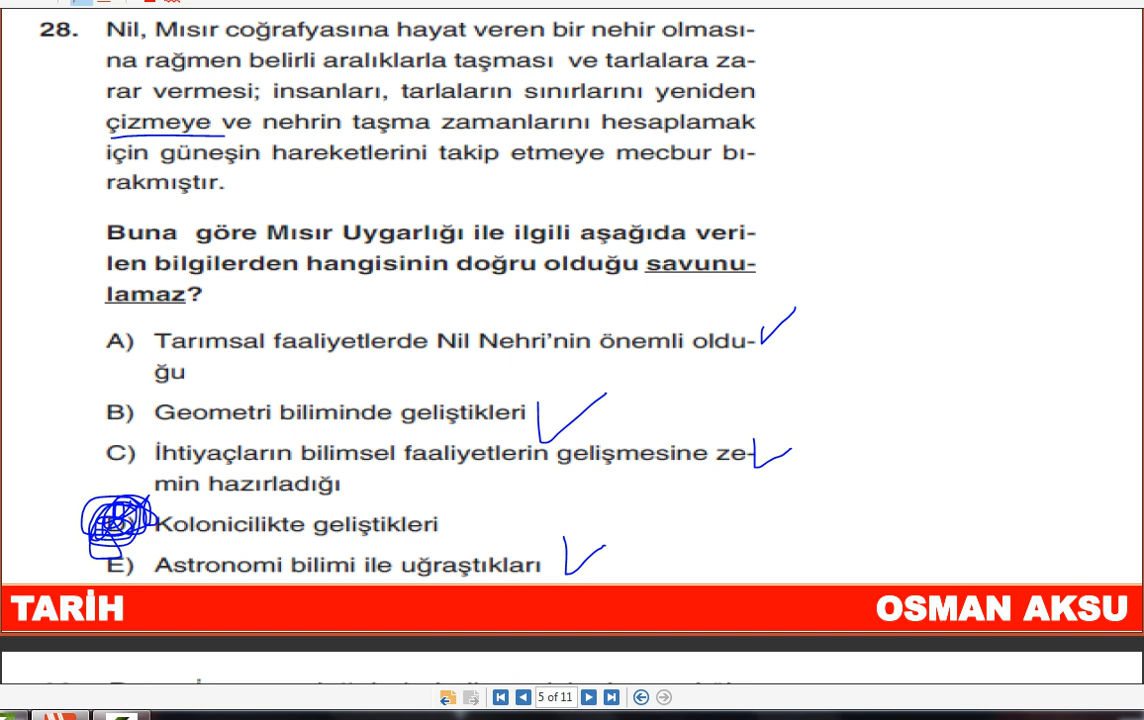 28. Nil, Mısır coğrafyasına hayat veren bir nehir olması-
na rağmen belirli aralıklarla taşması ve tarlalara za-
rar vermesi; insanları, tarlaların sınırlarını yeniden
çizmeye ve nehrin taşma zamanlarını hesaplamak
için güneşin hareketlerini takip etmeye mecbur bı-
rakmıştır.
Buna göre Mısır Uygarlığı ile ilgili aşağıda veri-
len bilgilerden hangisinin doğru olduğu savunu-
lamaz?
A) Tarımsal faaliyetlerde Nil Nehri'nin önemli oldu-
ğu
B) Geometri biliminde geliştikleri
C) İhtiyaçların bilimsel faaliyetlerin gelişmesine ze-
min hazırladığı
D) Kolonicilikte geliştikleri
E) Astronomi bilimi ile uğraştıkları
TARİH OSMAN AKSU
5 of 11